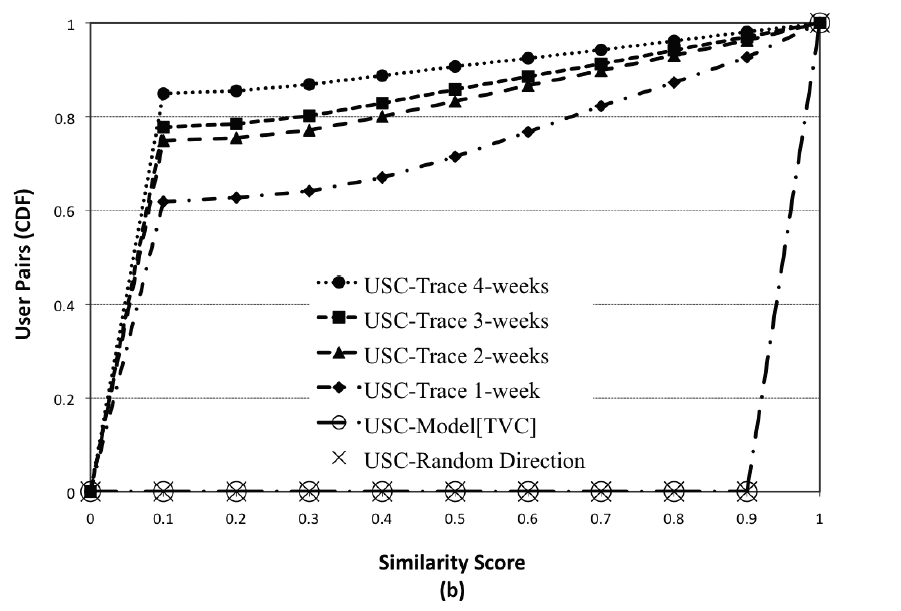 1
0.8
0.6
0.4
0.2
0
User Pairs (CDF)
USC-Trace 4-weeks
USC-Trace 3-weeks
USC-Trace 2-weeks
USC-Trace 1-week
USC-Model[TVC]
USC-Random Direction
0 0.1 0.2 0.3 0.4 0.5 0.6 0.7 0.8 0.9 1
Similarity Score
(b)